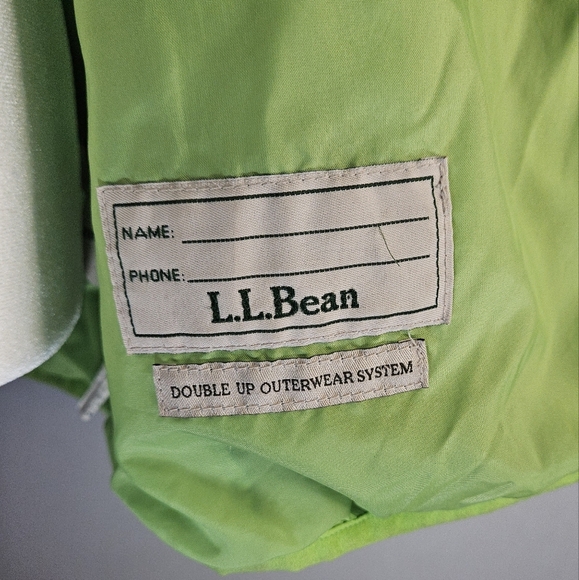 NAME:
PHONE:
L.L.Bean
DOUBLE UP OUTERWEAR SYSTEM